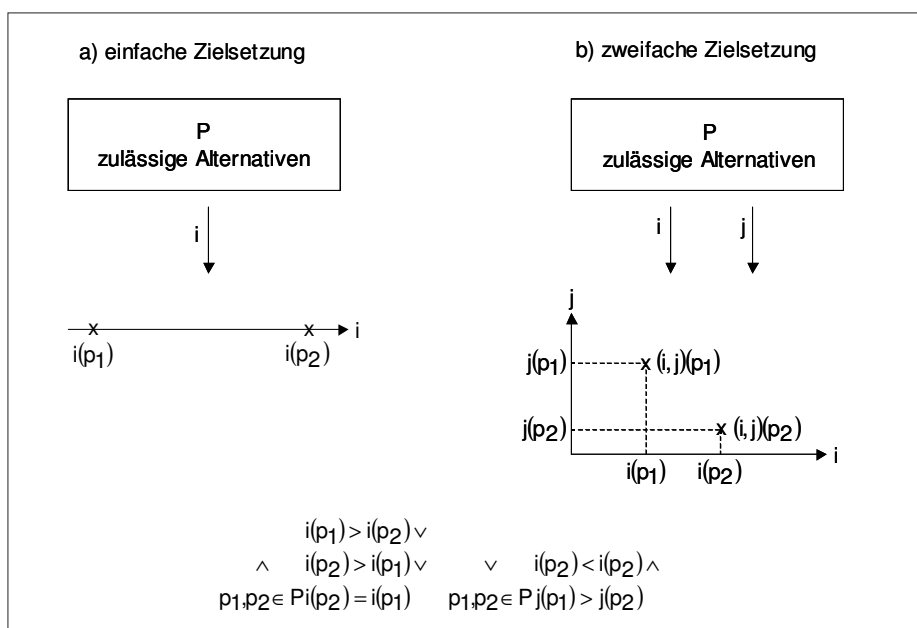 a) einfache Zielsetzung
P
zulässige Alternativen
i
x x i
i(p1) i(p2)
b) zweifache Zielsetzung
P
zulässige Alternativen
i j
j
j(p1) x (i, j)(p1)
j(p2) x (i, j)(p2)
i
i(p1) i(p2)
i(p1) > i(p2) ∨
∧ i(p2) > i(p1) ∨ ∨ i(p2) < i(p2) ∧
p1,p2 ∈ P i(p2) = i(p1) p1,p2 ∈ P j(p1) > j(p2)